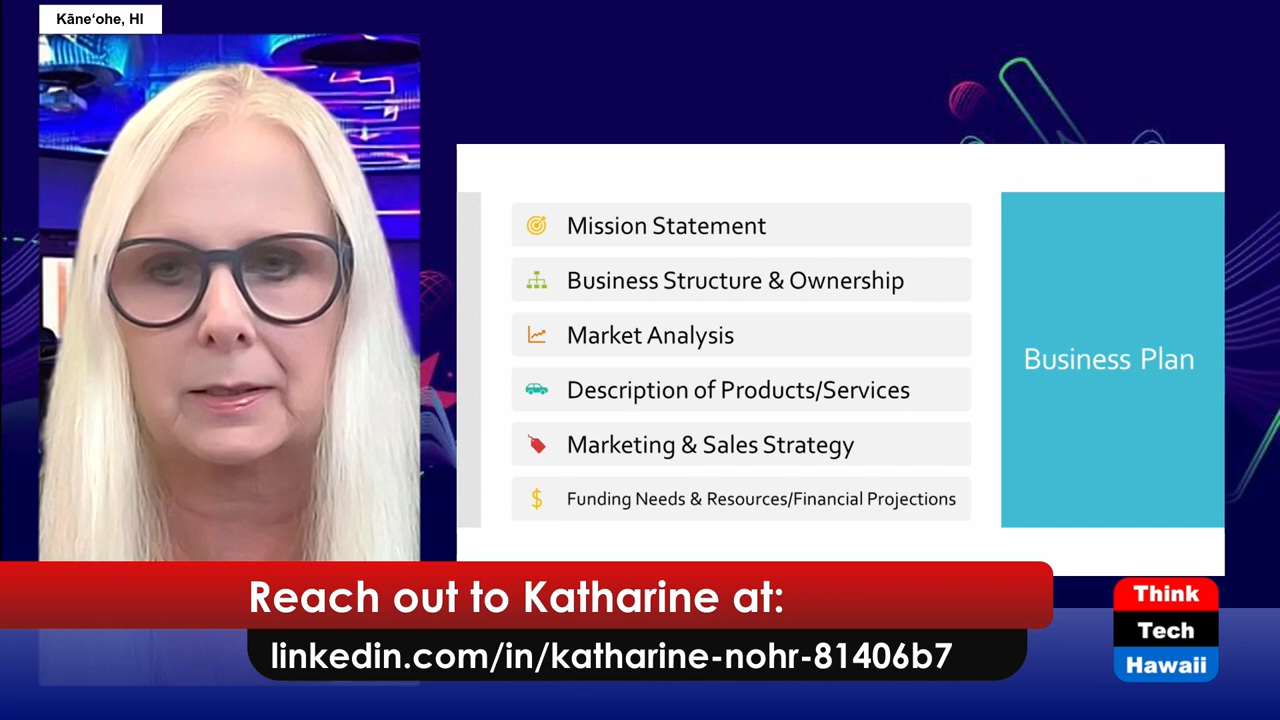 Kāneʻohe, HI
Mission Statement
Business Structure & Ownership
Market Analysis
Description of Products/Services
Marketing & Sales Strategy
Funding Needs & Resources/Financial Projections
Business Plan
Reach out to Katharine at:
linkedin.com/in/katharine-nohr-81406b7
Think
Tech
Hawaii